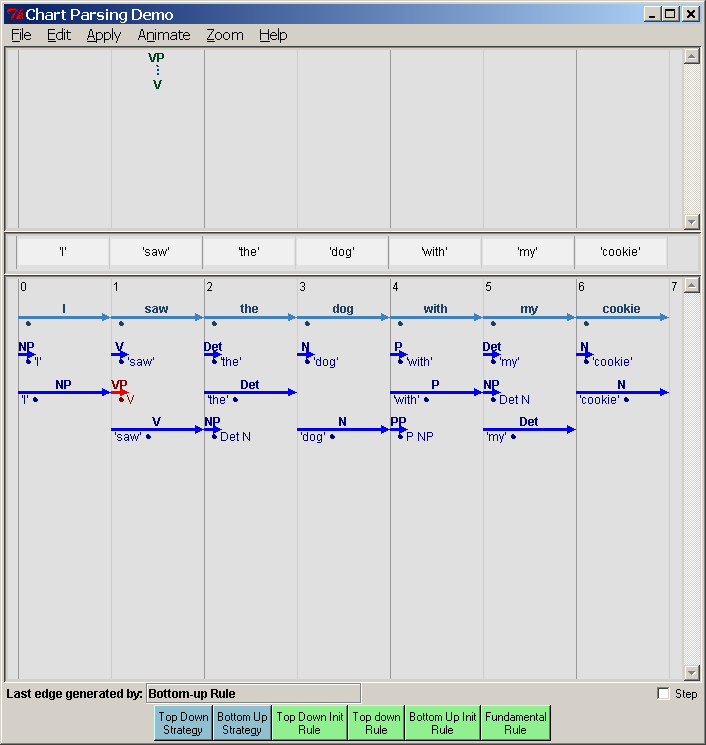 Chart Parsing Demo
File Edit Apply Animate Zoom Help
VP
V
'I' 'saw' 'the' 'dog' 'with' 'my' 'cookie'
0 1 2 3 4 5 6 7
I saw the dog with my cookie
NP V Det N P Det N
• 'I' • 'saw' • 'the' • 'dog' • 'with' • 'my' • 'cookie'
NP VP Det P NP N
'I' • • V 'the' • 'with' • • Det N 'cookie' •
V NP N PP Det
'saw' • • Det N 'dog' • • P NP 'my' •
Last edge generated by: Bottom-up Rule Step
Top Down Strategy Bottom Up Strategy Top Down Init Rule Top down Rule Bottom Up Init Rule Fundamental Rule